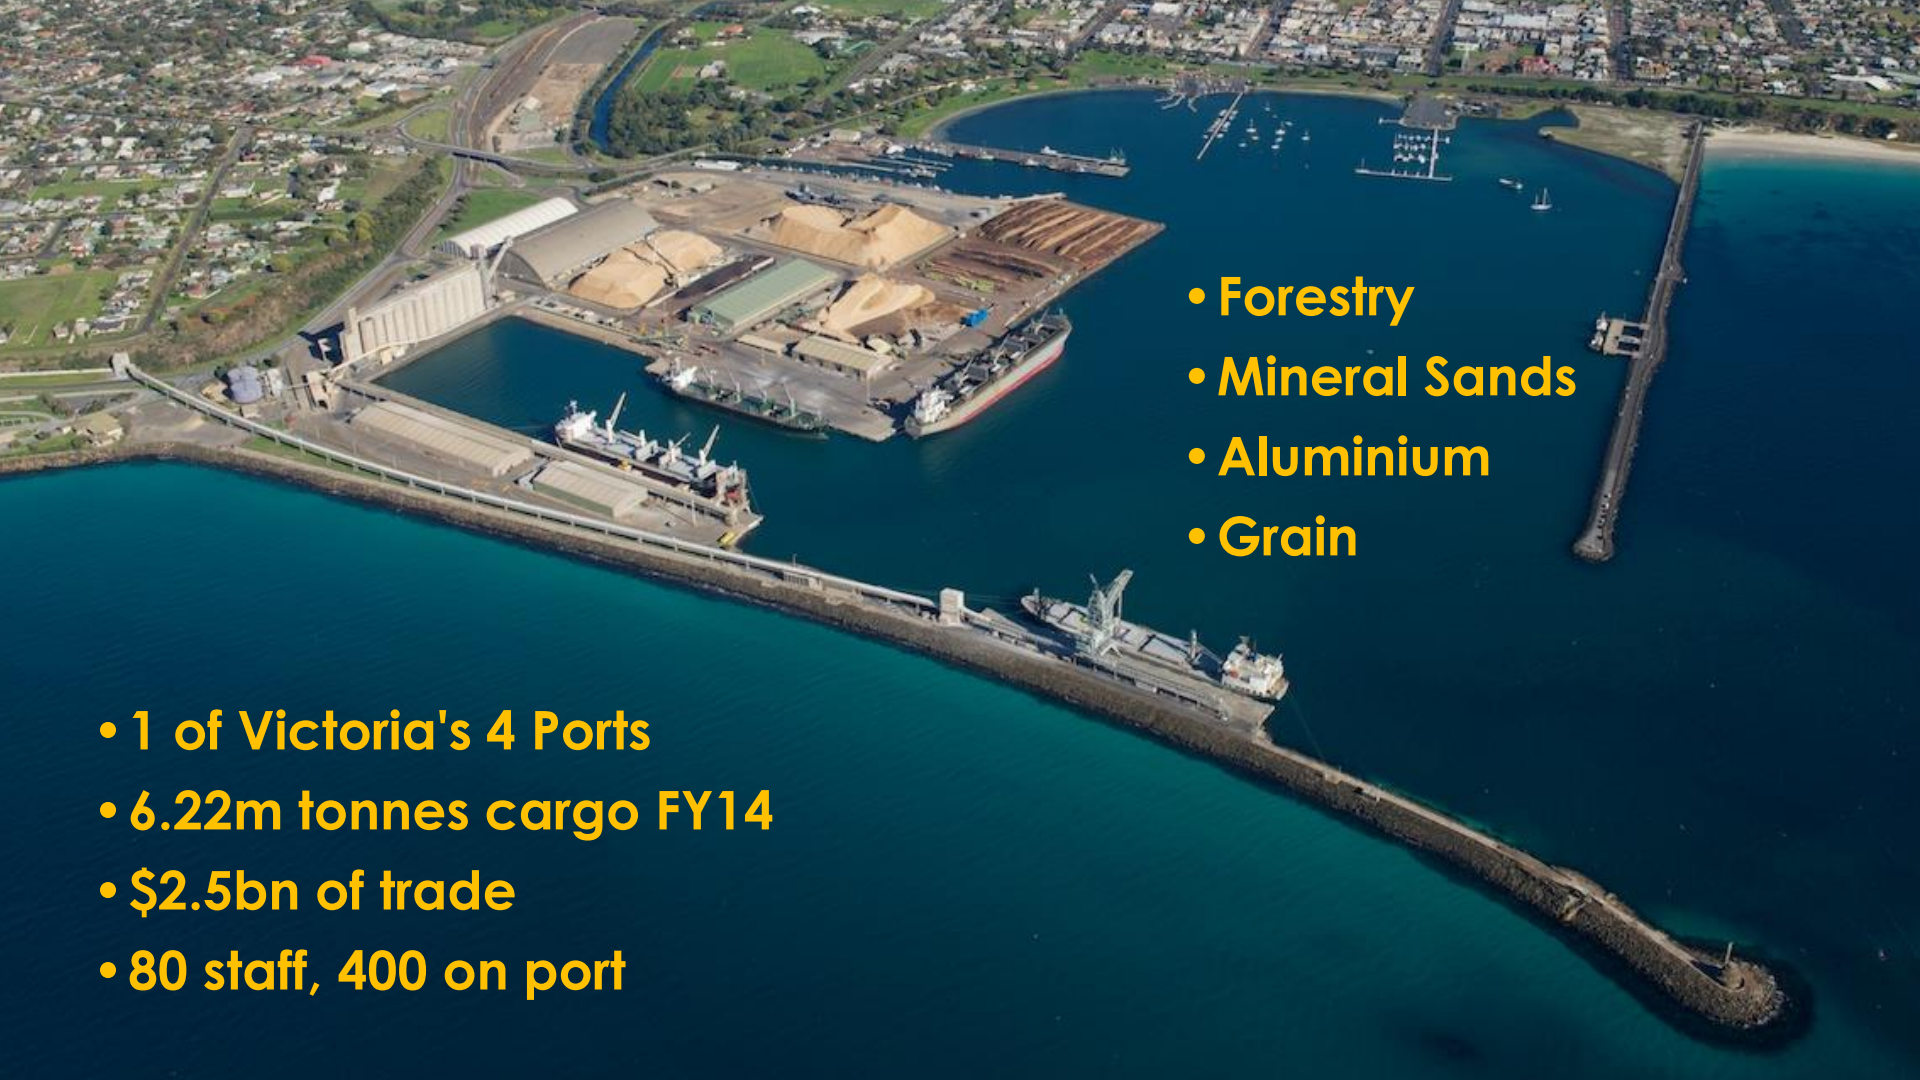 • Forestry
• Mineral Sands
• Aluminium
• Grain
• 1 of Victoria's 4 Ports
• 6.22m tonnes cargo FY14
• $2.5bn of trade
• 80 staff, 400 on port